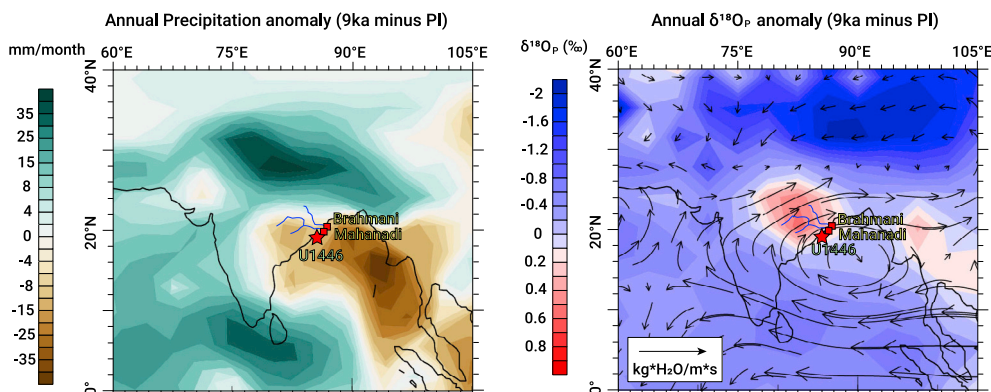 Annual Precipitation anomaly (9ka minus PI)
mm/month
60°E 75°E 90°E 105°E
40°N
20°N
0°
35
25
15
8
4
0
-4
-8
-15
-25
-35
Brahmani
Mahanadi
U1446
Annual δ¹⁸Oₚ anomaly (9ka minus PI)
δ¹⁸Oₚ (‰)
60°E 75°E 90°E 105°E
40°N
20°N
0°
-2
-1.6
-1.2
-0.4
0
0.2
0.4
0.6
0.8
Brahmani
Mahanadi
U1446
kg*H₂O/m*s